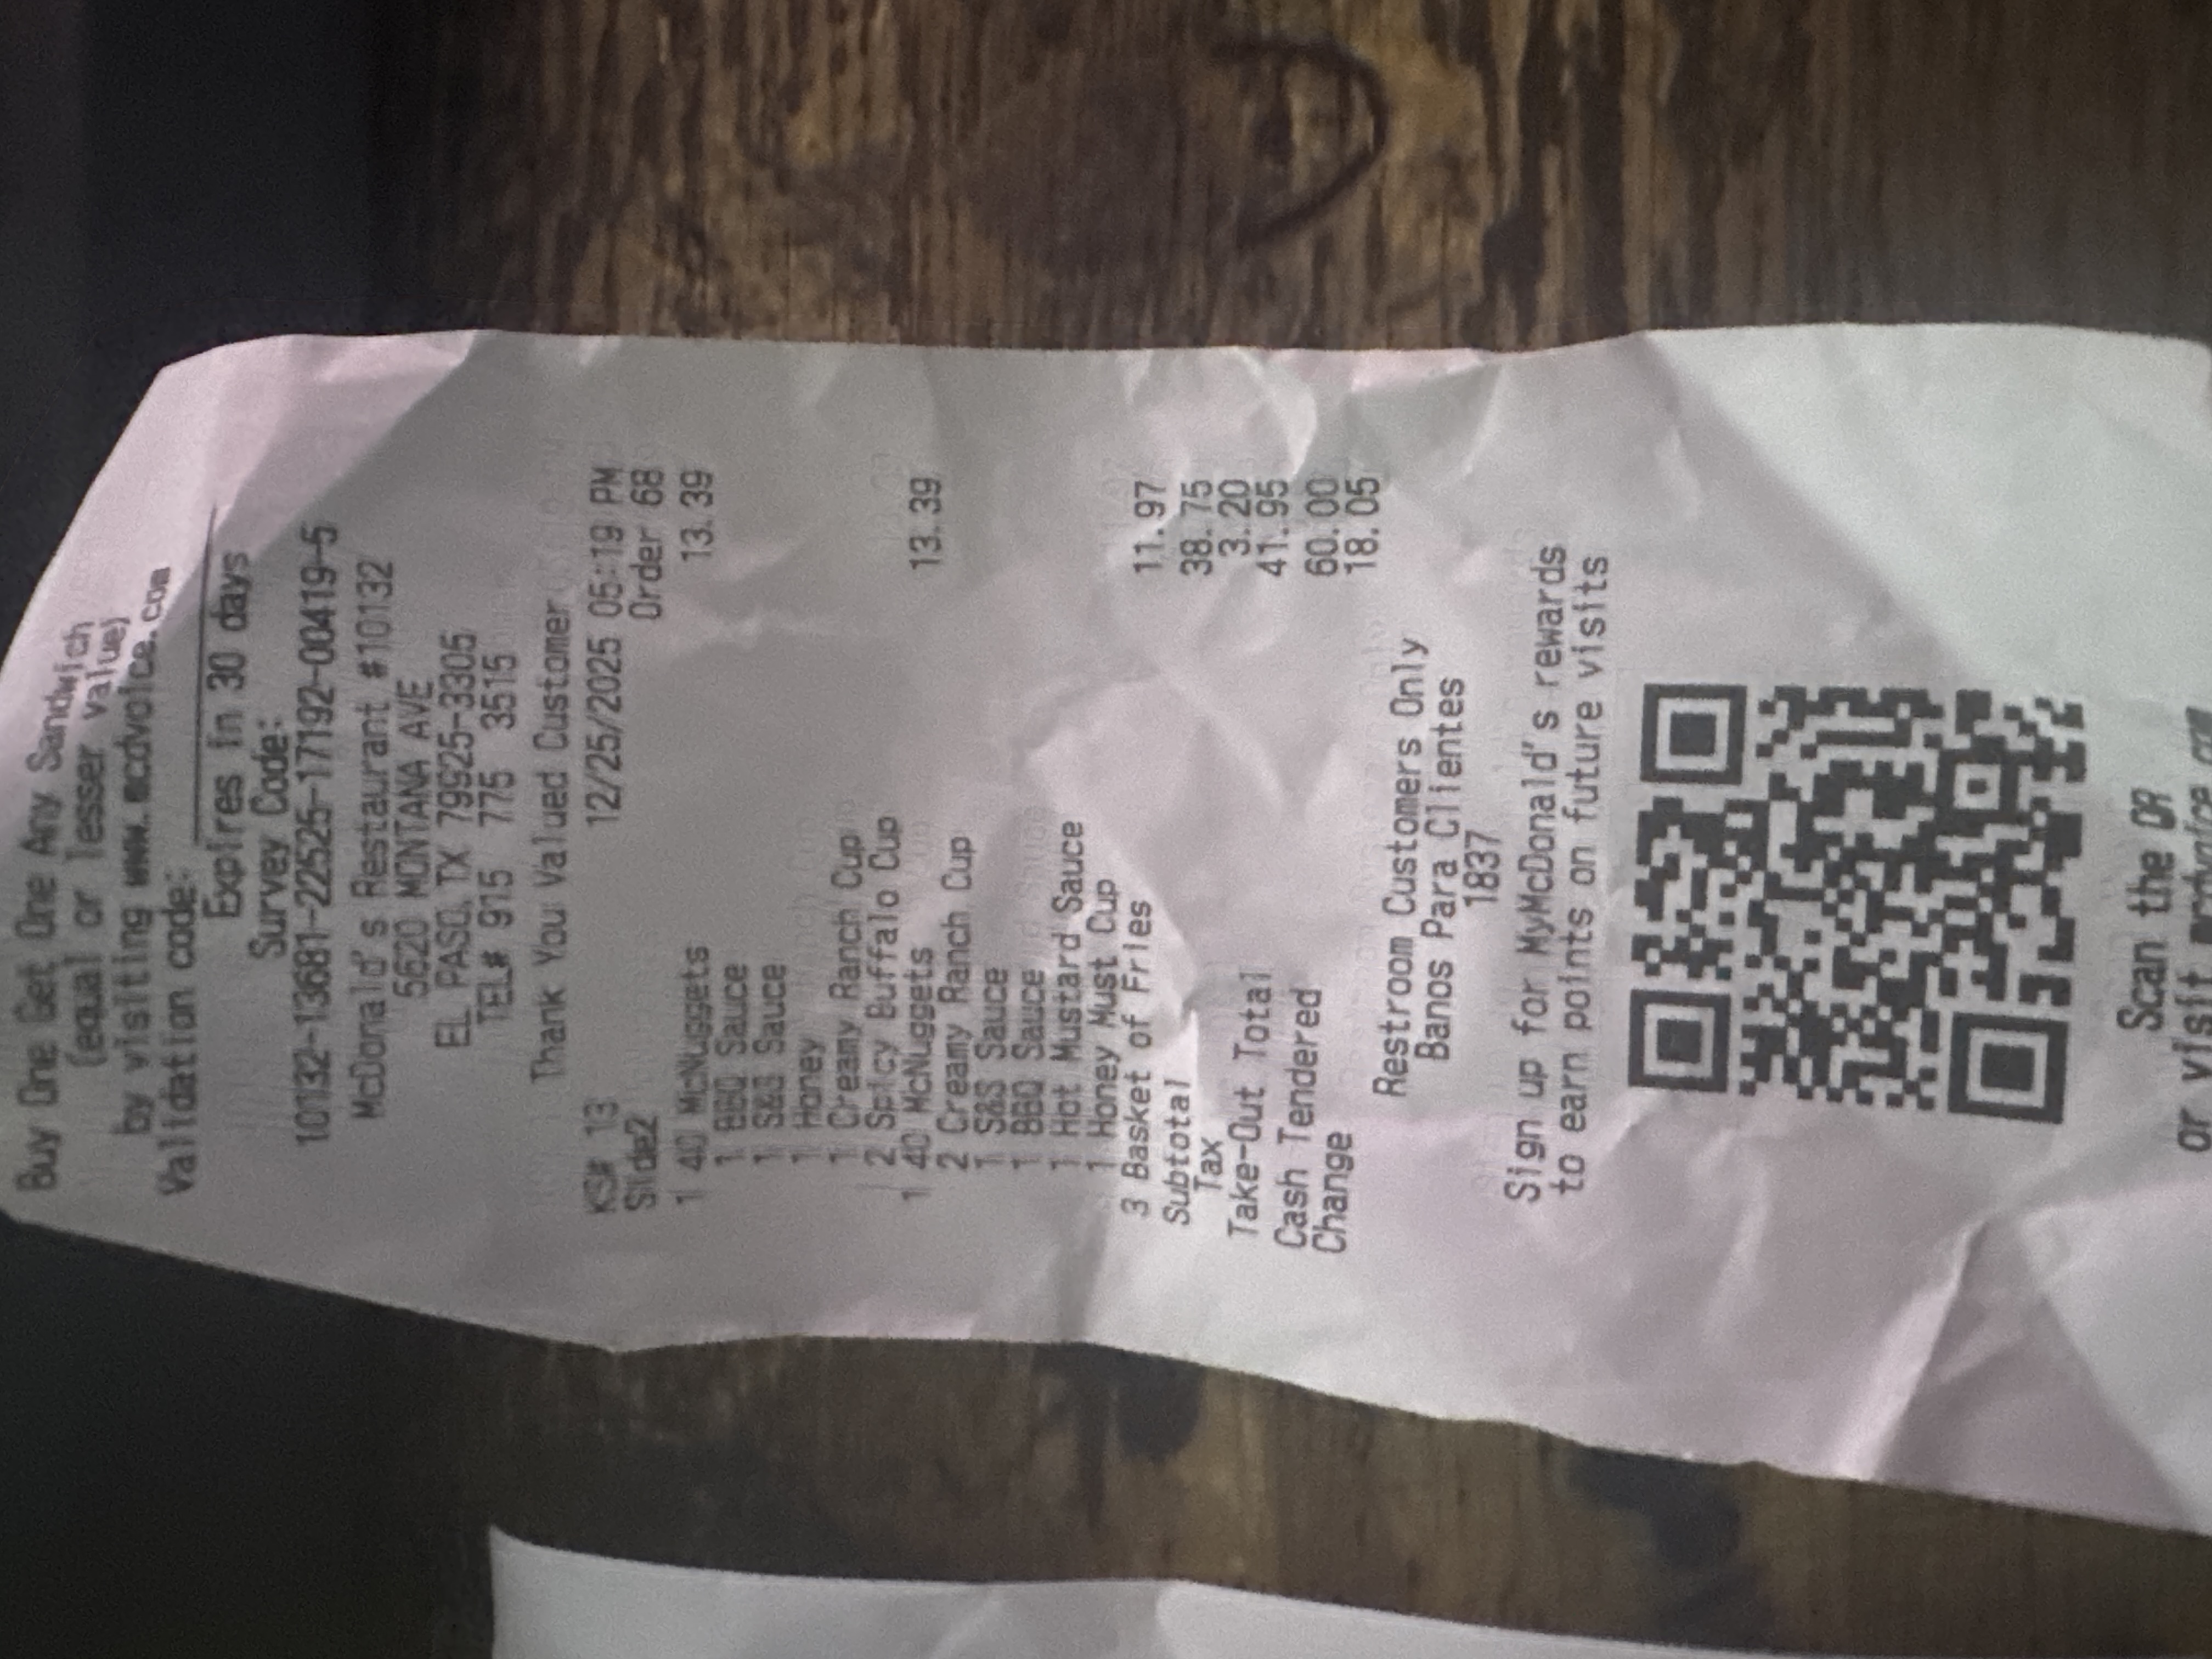 Buy One Get One Any Sandwich
(equal or lesser value)
by visiting www.mcdvoice.com
Validation code:
Expires in 30 days
Survey Code:
10132-13681-22525-17192-00419-5
McDonald's Restaurant #10132
5620 MONTANA AVE
EL PASO, TX 79925-3305
TEL# 915 775 3515
Thank You Valued Customer
KS# 13 12/25/2025 05:19 PM
Side2 Order 68
1 40 McNuggets 13.39
1 BBQ Sauce
1 S&S Sauce
1 Honey
1 Creamy Ranch Cup
2 Spicy Buffalo Cup
1 40 McNuggets 13.39
2 Creamy Ranch Cup
1 S&S Sauce
1 BBQ Sauce
1 Hot Mustard Sauce
1 Honey Must Cup
3 Basket of Fries 11.97
Subtotal 38.75
Tax 3.20
Take-Out Total 41.95
Cash Tendered 60.00
Change 18.05
Restroom Customers Only
Banos Para Clientes
1837
Sign up for MyMcDonald's rewards
to earn points on future visits
Scan the QR
or visit